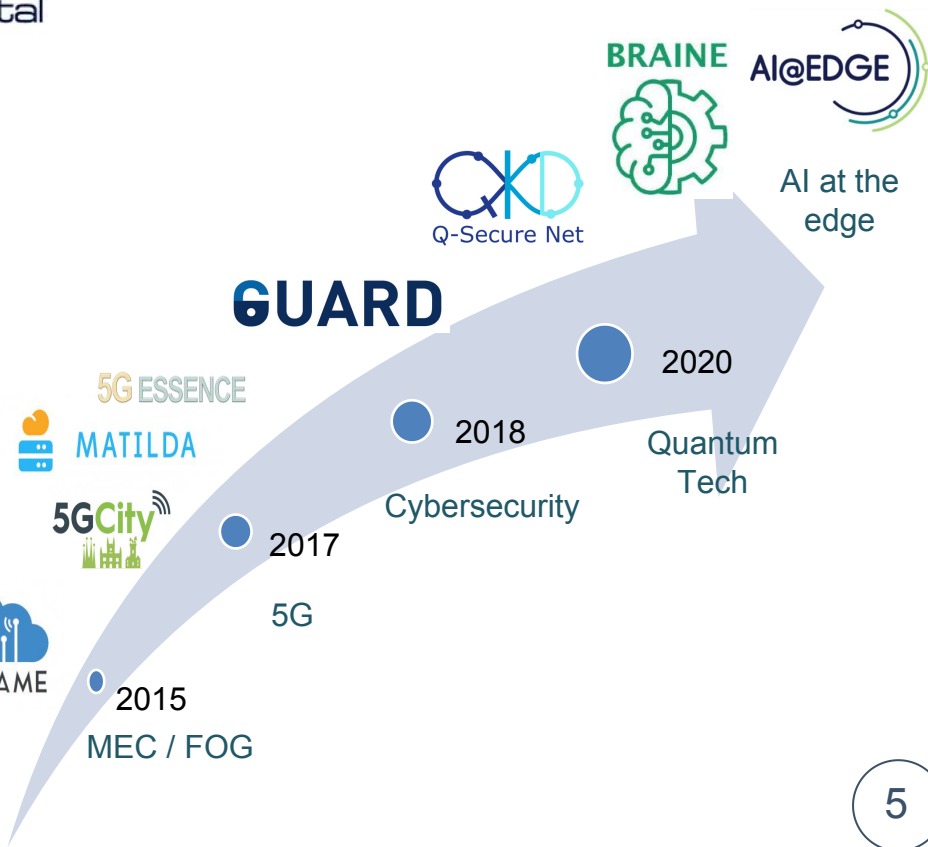 BRAINE
AI@EDGE
AI at the
edge
QKD
Q-Secure Net
GUARD
2020
Quantum
Tech
5G ESSENCE
MATILDA
2018
Cybersecurity
5GCity
2017
5G
2015
MEC / FOG
5